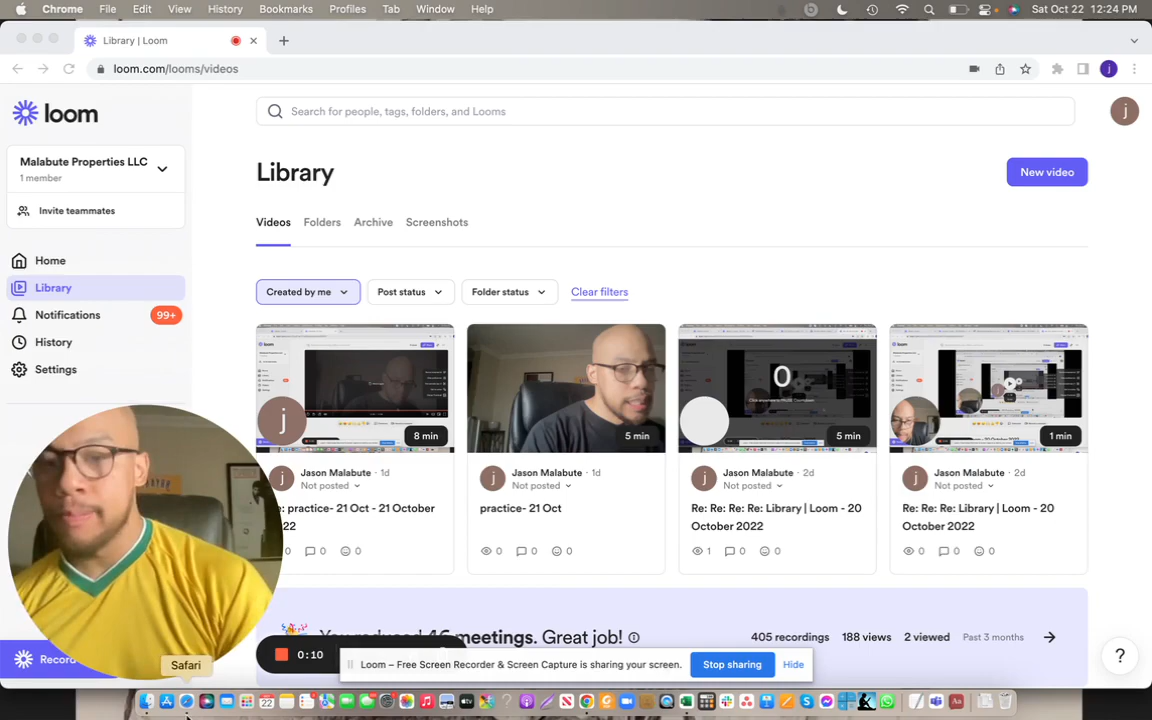 Chrome File Edit View History Bookmarks Profiles Tab Window Help Sat Oct 22 12:24 PM
Library | Loom
loom.com/looms/videos
loom
Search for people, tags, folders, and Looms
j
Malabute Properties LLC
1 member
Invite teammates
Library
New video
Videos Folders Archive Screenshots
Home
Library
Notifications 99+
History
Settings
Created by me Post status Folder status Clear filters
j 8 min
5 min
0 5 min
1 min
j Jason Malabute · 1d
Not posted
practice- 21 Oct - 21 October
22
0 0 0
j Jason Malabute · 1d
Not posted
practice- 21 Oct
0 0 0
j Jason Malabute · 2d
Not posted
Re: Re: Re: Re: Library | Loom - 20
October 2022
1 0 0
j Jason Malabute · 2d
Not posted
Re: Re: Re: Library | Loom - 20
October 2022
0 0 0
meetings. Great job!
405 recordings 188 views 2 viewed Past 3 months
Recor
0:10
Loom – Free Screen Recorder & Screen Capture is sharing your screen. Stop sharing Hide
?
Safari